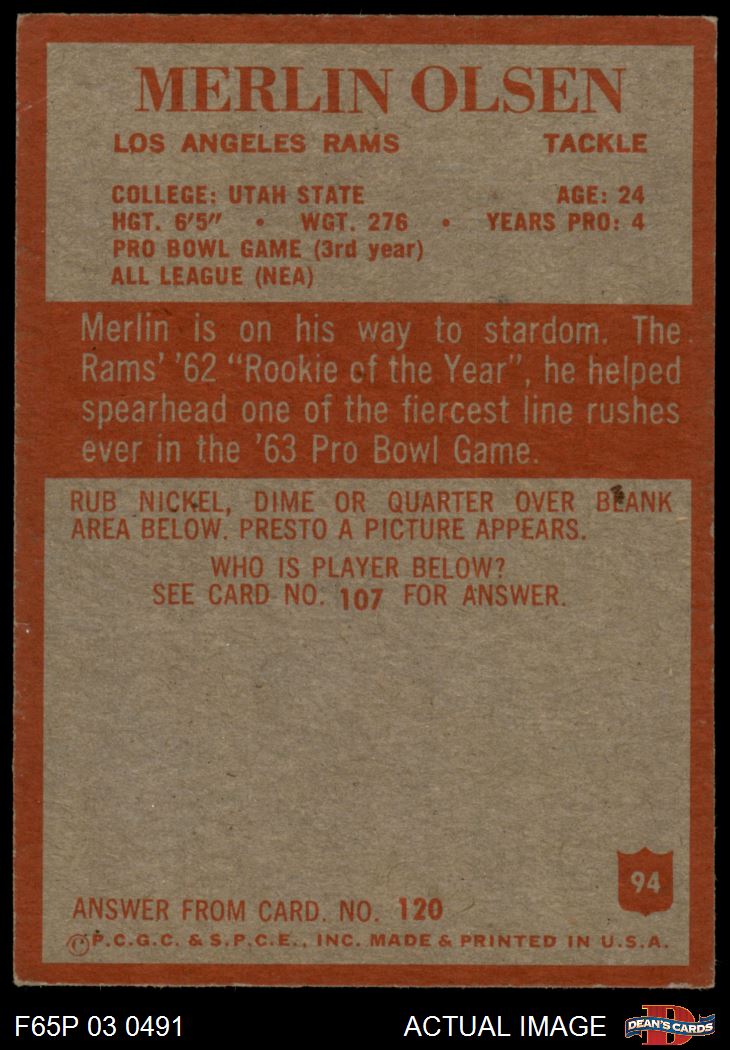 MERLIN OLSEN
LOS ANGELES RAMS TACKLE
COLLEGE: UTAH STATE AGE: 24
HGT. 6'5" • WGT. 276 • YEARS PRO: 4
PRO BOWL GAME (3rd year)
ALL LEAGUE (NEA)
Merlin is on his way to stardom. The
Rams' '62 "Rookie of the Year", he helped
spearhead one of the fiercest line rushes
ever in the '63 Pro Bowl Game.
RUB NICKEL, DIME OR QUARTER OVER BLANK
AREA BELOW. PRESTO A PICTURE APPEARS.
WHO IS PLAYER BELOW?
SEE CARD NO. 107 FOR ANSWER.
94
ANSWER FROM CARD. NO. 120
©P.C.G.C. & S.P.C.E., INC. MADE & PRINTED IN U.S.A.
F65P 03 0491 ACTUAL IMAGE
D
DEAN'S CARDS